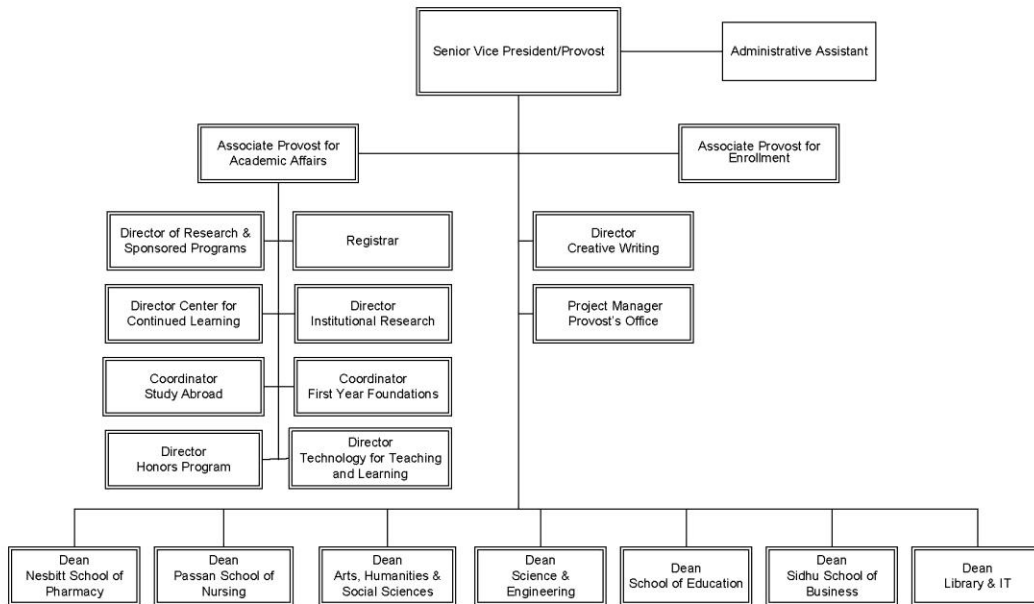 Senior Vice President/Provost
Administrative Assistant
Associate Provost for
Academic Affairs
Associate Provost for
Enrollment
Director of Research &
Sponsored Programs
Registrar
Director
Creative Writing
Director Center for
Continued Learning
Director
Institutional Research
Project Manager
Provost's Office
Coordinator
Study Abroad
Coordinator
First Year Foundations
Director
Honors Program
Director
Technology for Teaching
and Learning
Dean
Nesbitt School of
Pharmacy
Dean
Passan School of
Nursing
Dean
Arts, Humanities &
Social Sciences
Dean
Science &
Engineering
Dean
School of Education
Dean
Sidhu School of
Business
Dean
Library & IT